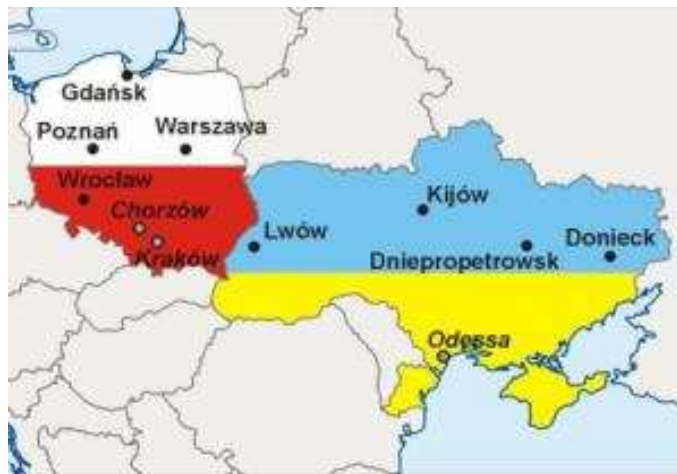 Gdańsk
Poznań
Warszawa
Wrocław
Chorzów
Kraków
Lwów
Kijów
Dniepropetrowsk
Donieck
Odessa